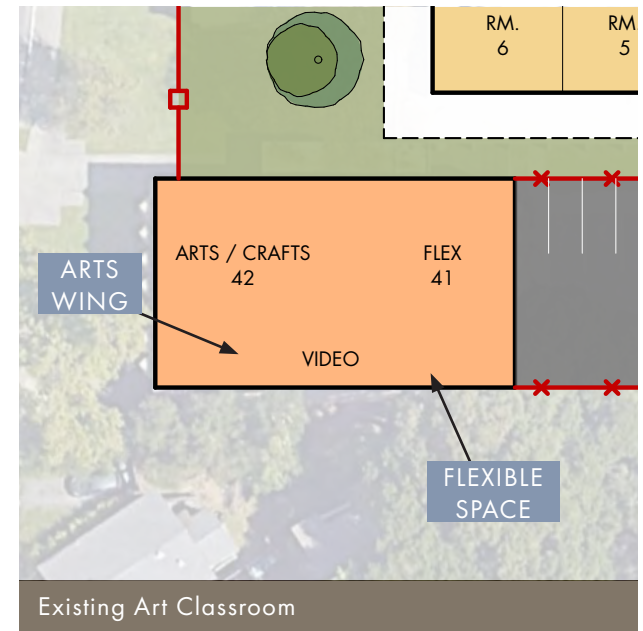 RM.
6
RM.
5
ARTS / CRAFTS
42
FLEX
41
ARTS
WING
VIDEO
FLEXIBLE
SPACE
Existing Art Classroom